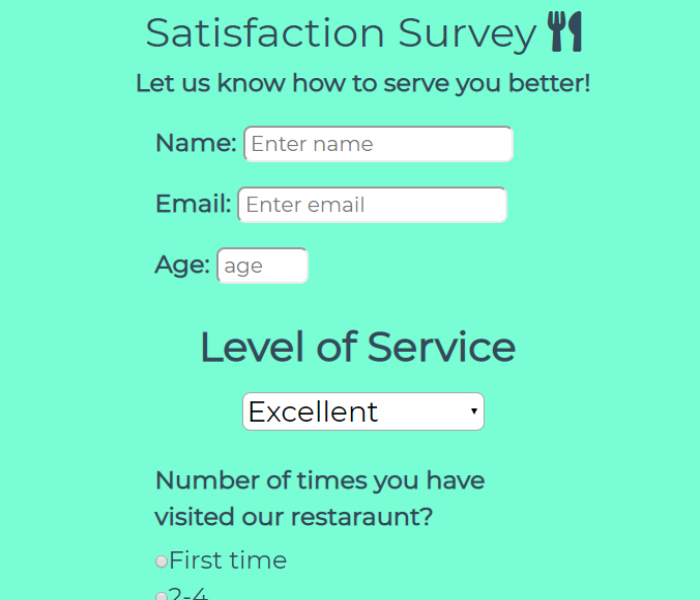 Satisfaction Survey
Let us know how to serve you better!
Name: Enter name
Email: Enter email
Age: age
Level of Service
Excellent
Number of times you have
visited our restaraunt?
First time
2-4